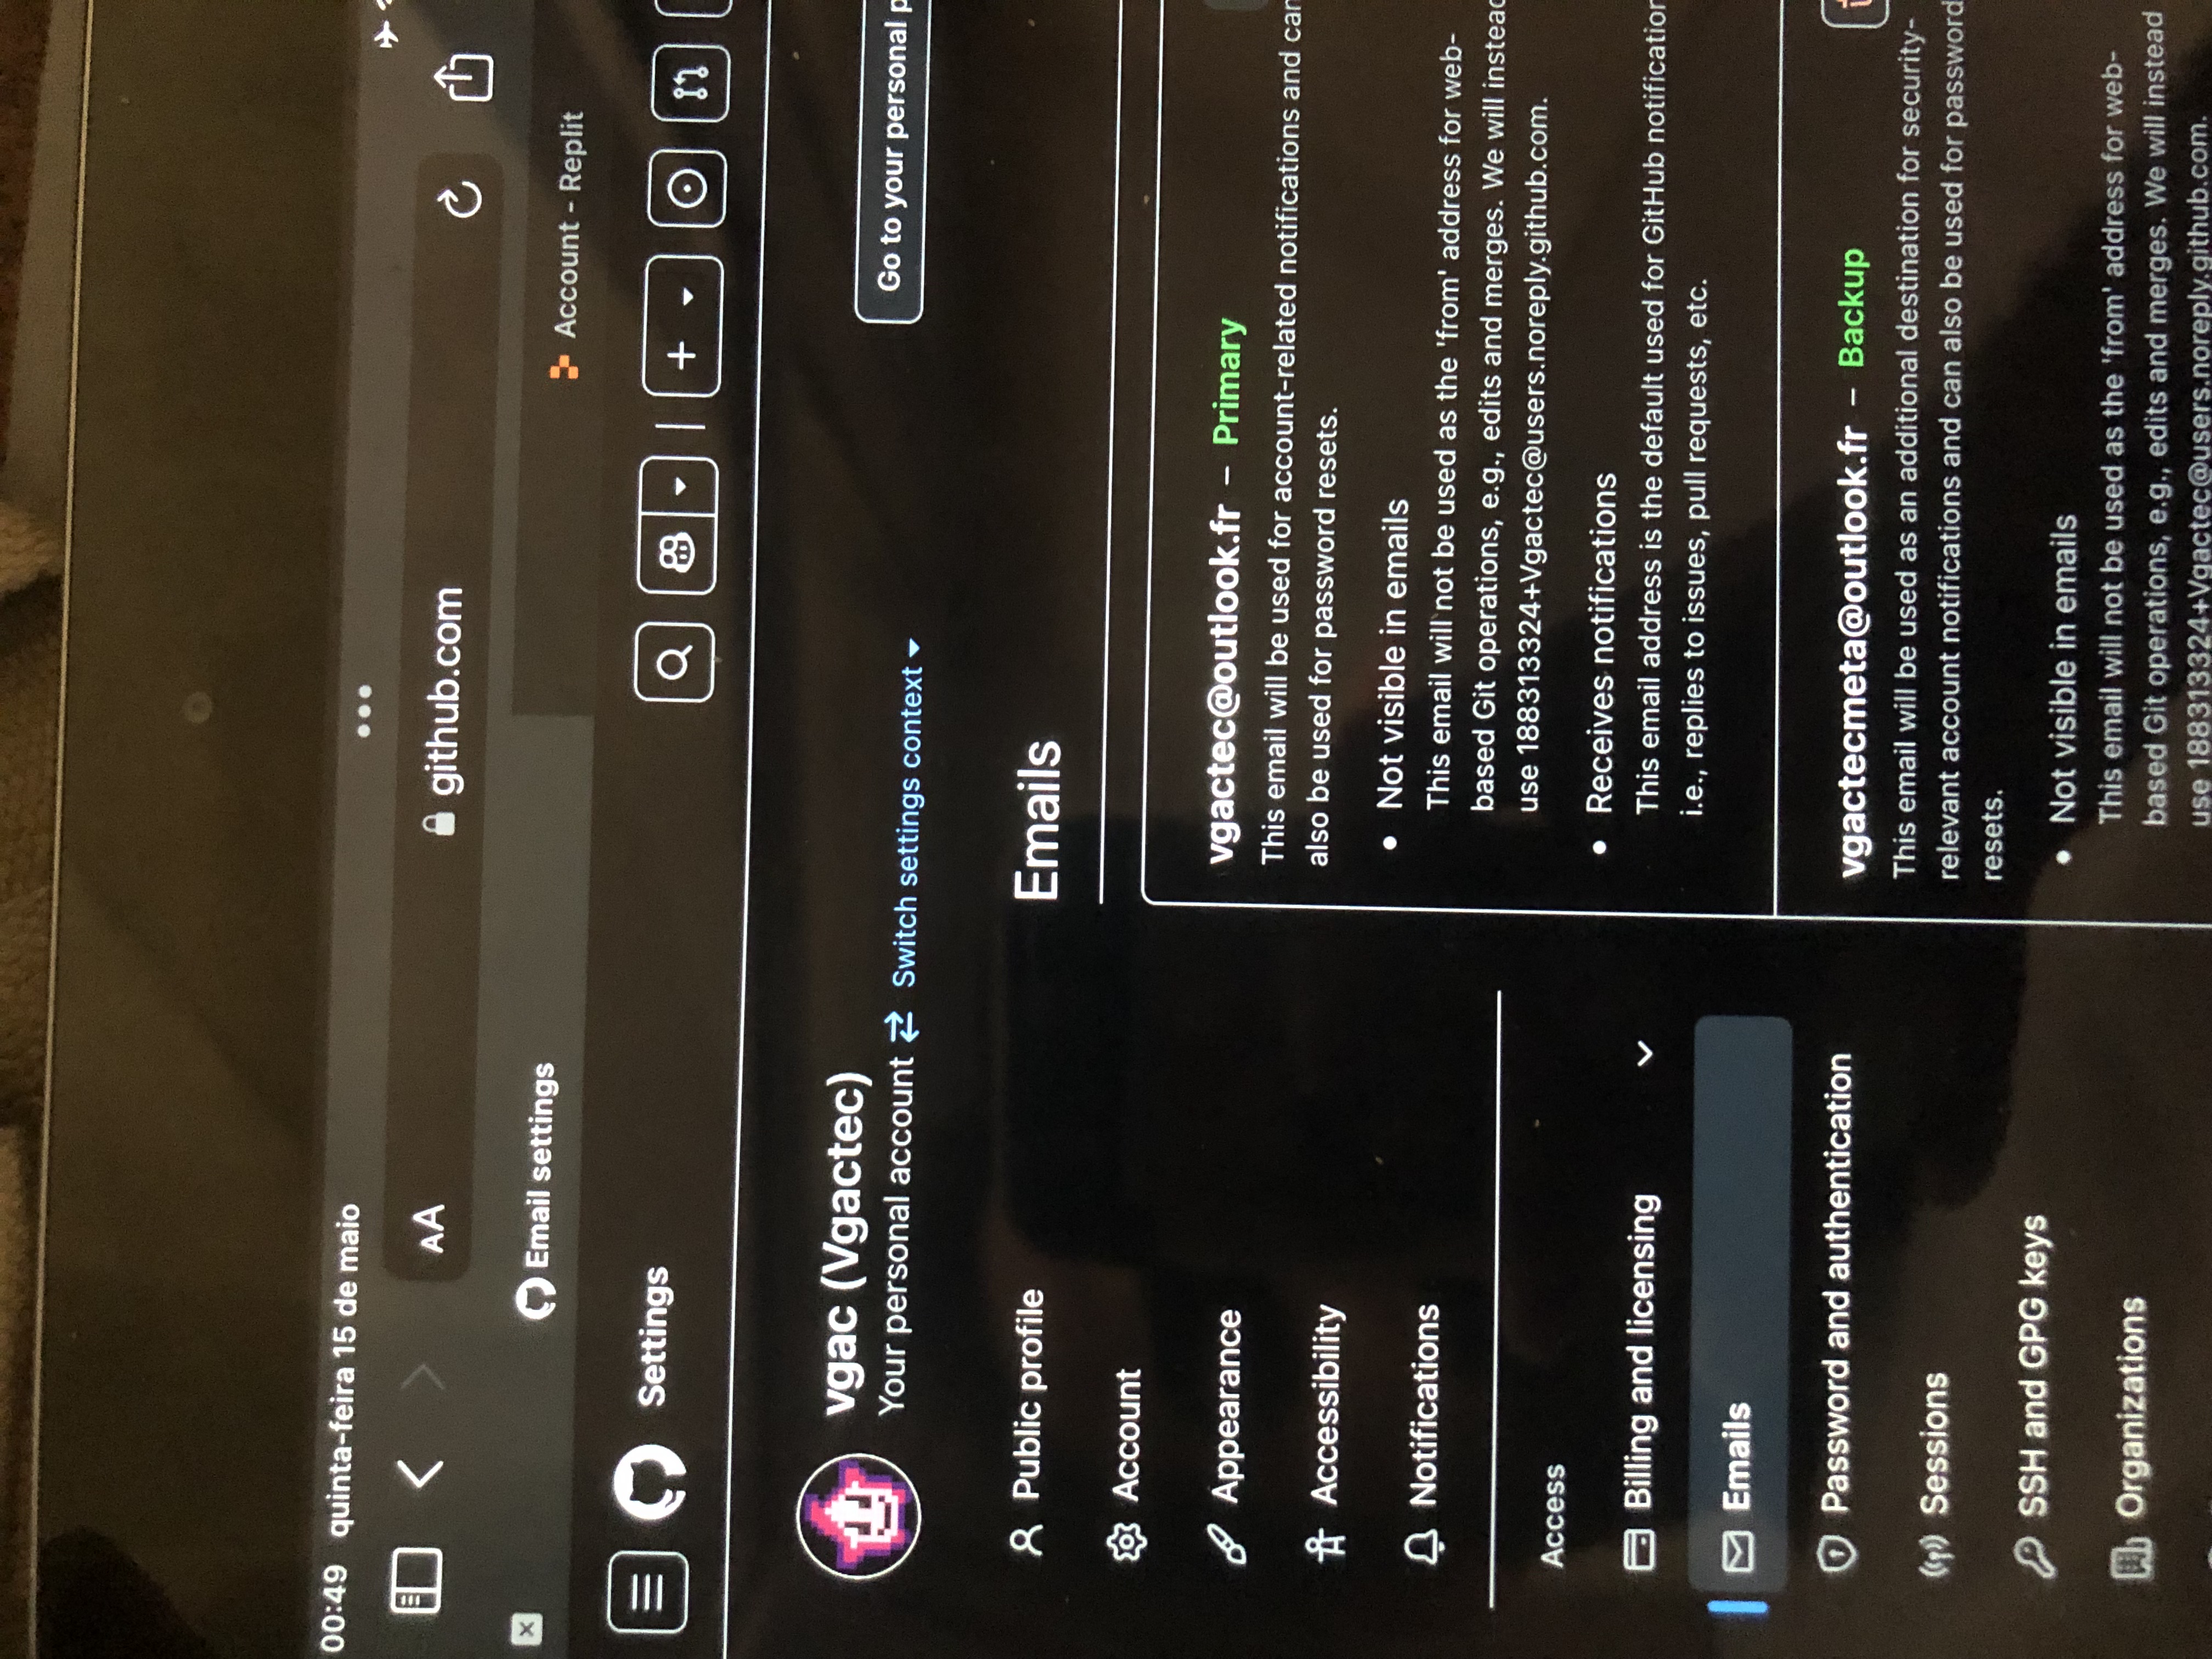 00:49 quinta-feira 15 de maio
AA
github.com
Email settings
Account - Replit
Settings
vgac (Vgactec)
Your personal account
Switch settings context
Go to your personal
Public profile
Account
Appearance
Accessibility
Notifications
Access
Billing and licensing
Emails
Password and authentication
Sessions
SSH and GPG keys
Organizations
Emails
vgactec@outlook.fr – Primary
This email will be used for account-related notifications and can
also be used for password resets.
• Not visible in emails
This email will not be used as the 'from' address for web-
based Git operations, e.g., edits and merges. We will instead
use 188313324+Vgactec@users.noreply.github.com.
• Receives notifications
This email address is the default used for GitHub notification
i.e., replies to issues, pull requests, etc.
vgactecmeta@outlook.fr – Backup
This email will be used as an additional destination for security-
relevant account notifications and can also be used for password
resets.
• Not visible in emails
This email will not be used as the 'from' address for web-
based Git operations, e.g., edits and merges. We will instead
use 188313324+Vgactec@users.noreply.github.com.